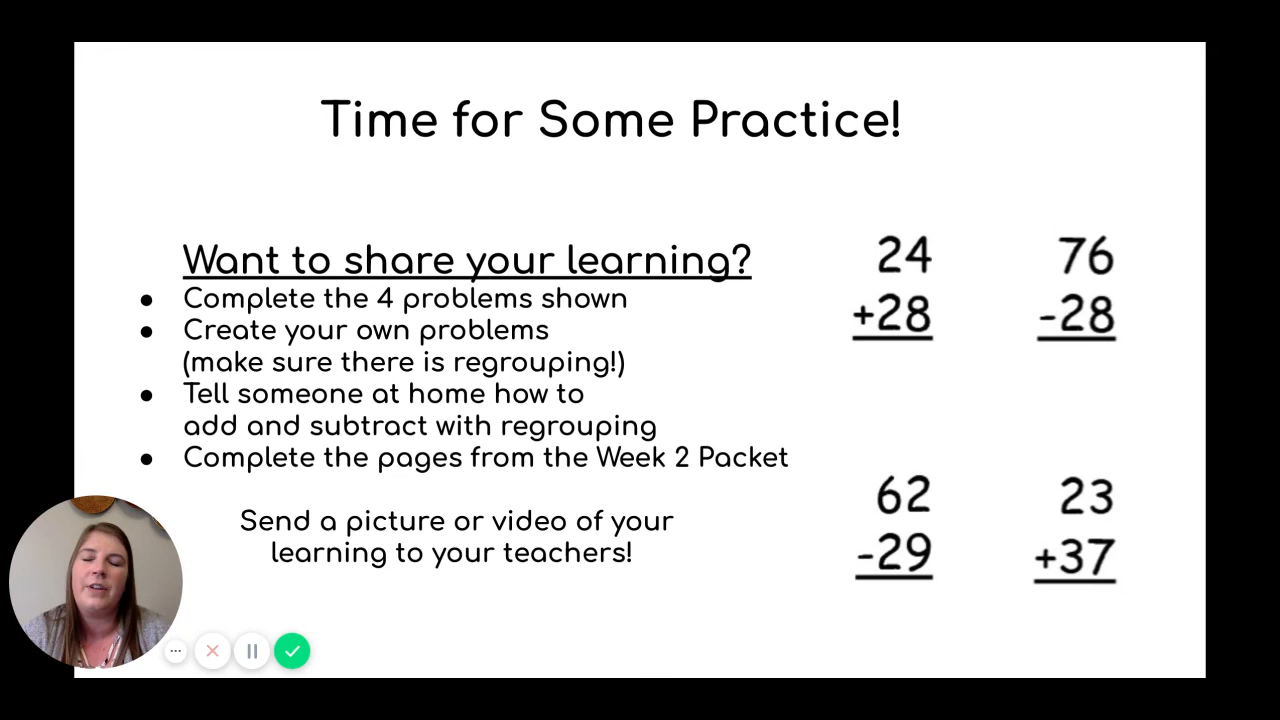 Time for Some Practice!
Want to share your learning?
● Complete the 4 problems shown
● Create your own problems
(make sure there is regrouping!)
● Tell someone at home how to
add and subtract with regrouping
● Complete the pages from the Week 2 Packet
Send a picture or video of your
learning to your teachers!
24
+28
76
-28
62
-29
23
+37